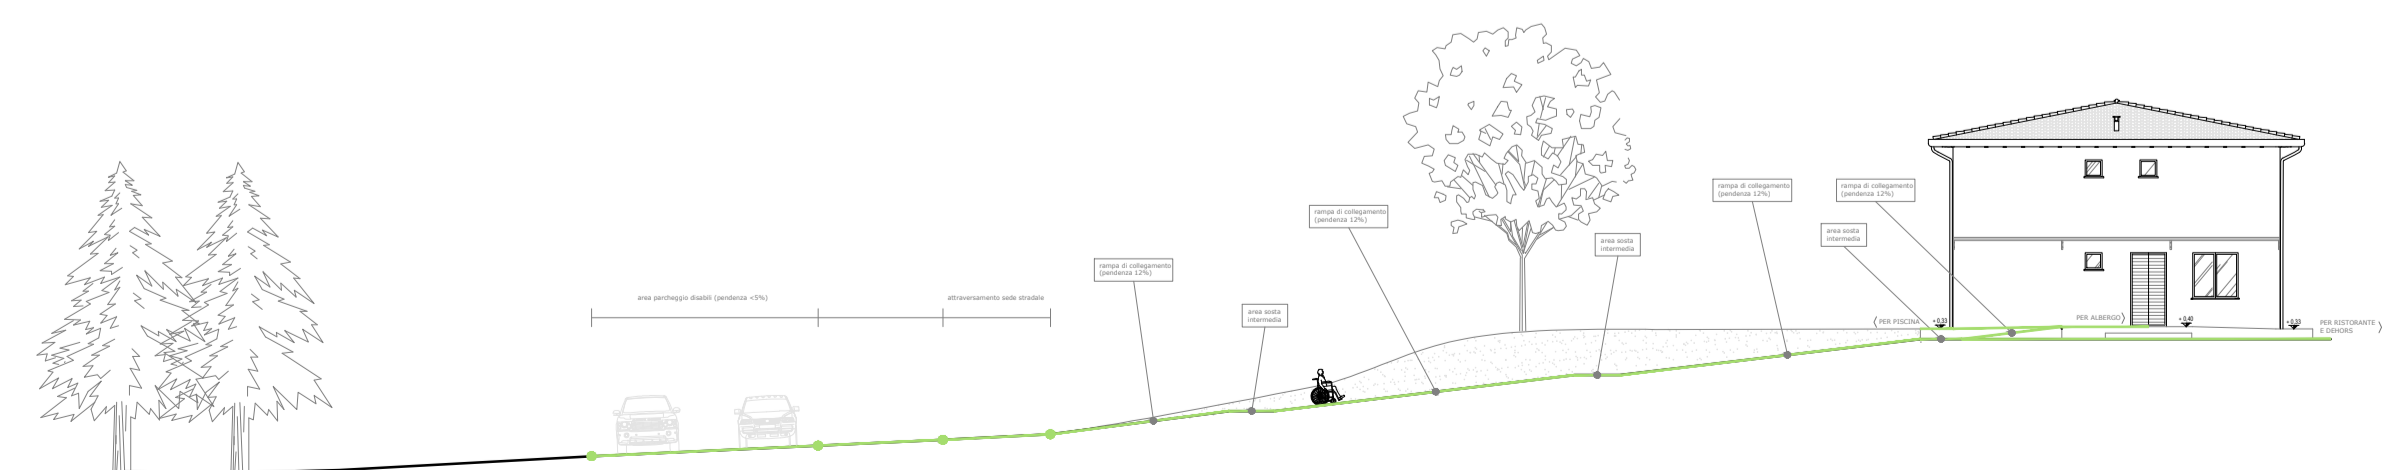 area parcheggio disabili (pendenza <5%)
attraversamento sede stradale
rampa di collegamento
(pendenza 12%)
area sosta
intermedia
rampa di collegamento
(pendenza 12%)
area sosta
intermedia
rampa di collegamento
(pendenza 12%)
area sosta
intermedia
rampa di collegamento
(pendenza 12%)
PER PISCINA
+ 0.33
PER ALBERGO
+ 0.40
+ 0.33
PER RISTORANTE
E DEHORS